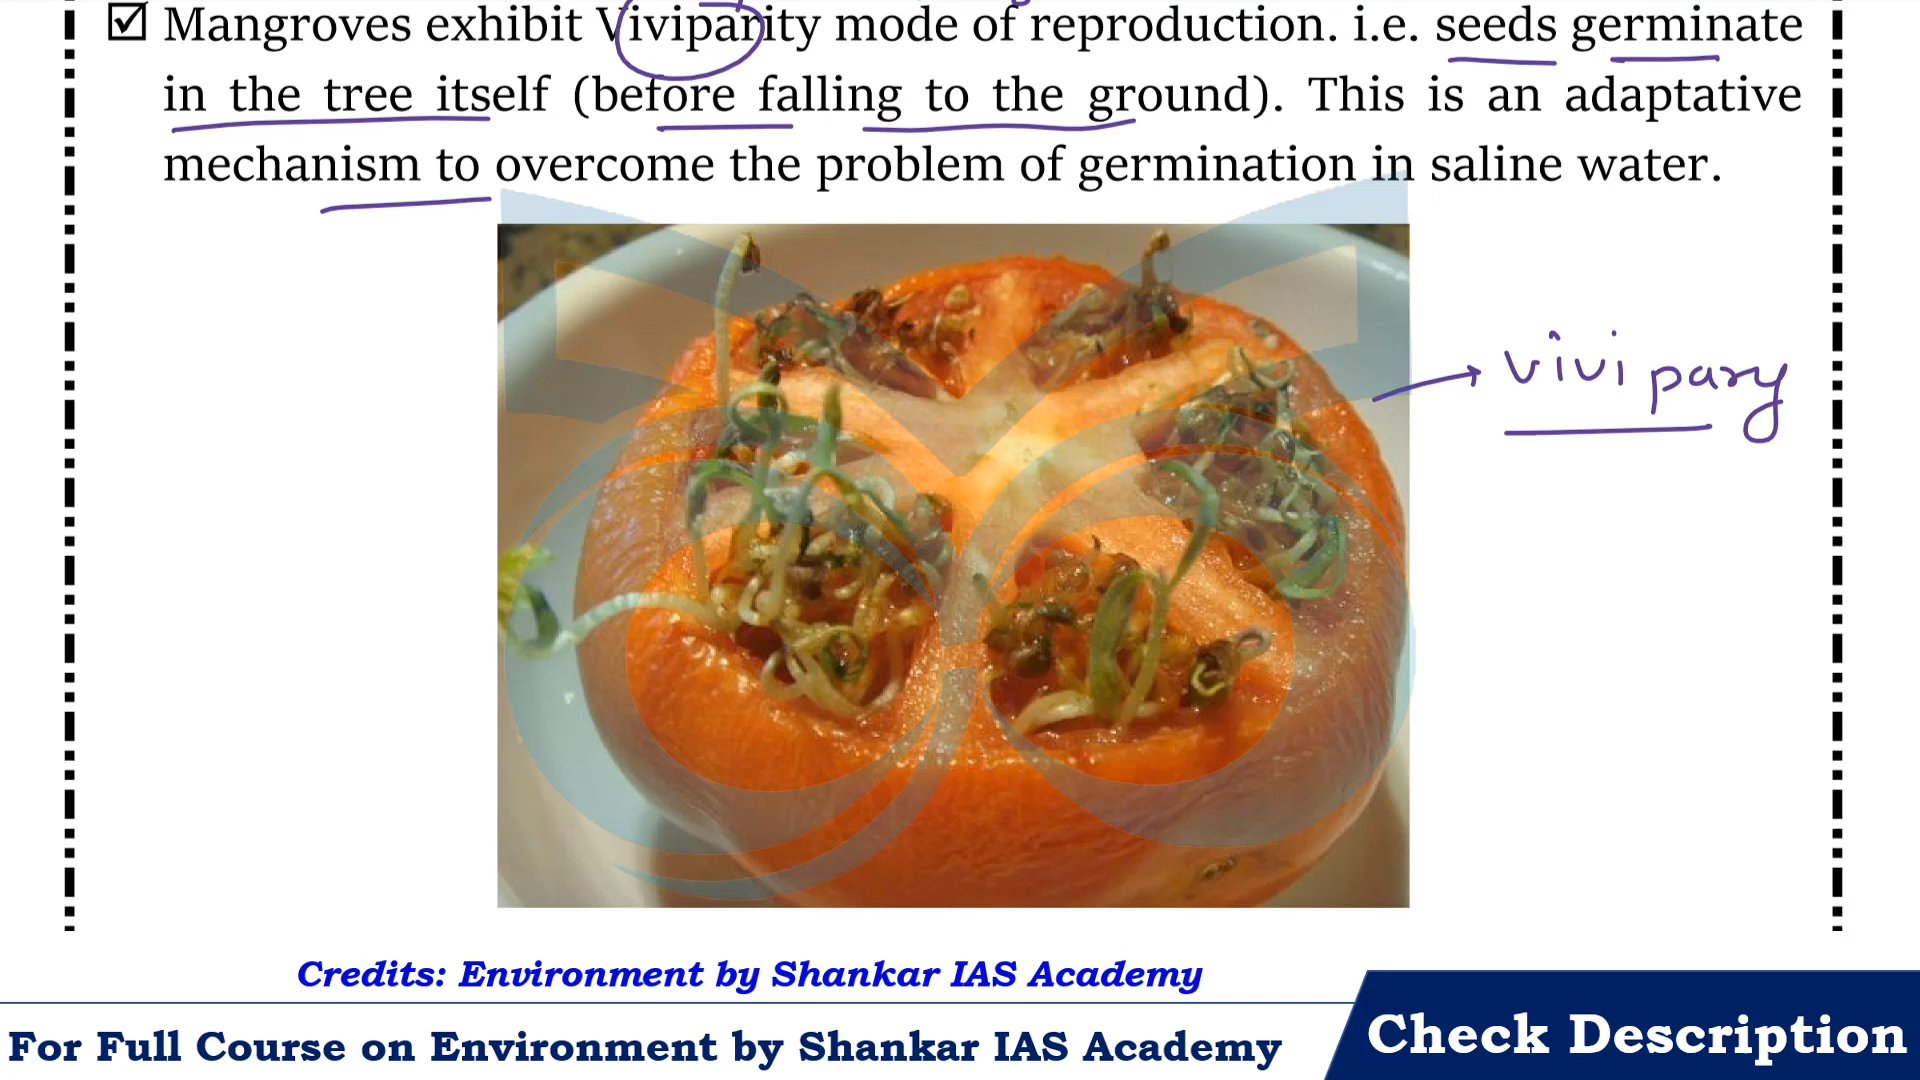 Mangroves exhibit Viviparity mode of reproduction. i.e. seeds germinate
in the tree itself (before falling to the ground). This is an adaptative
mechanism to overcome the problem of germination in saline water.
vivipary
Credits: Environment by Shankar IAS Academy
For Full Course on Environment by Shankar IAS Academy
Check Description